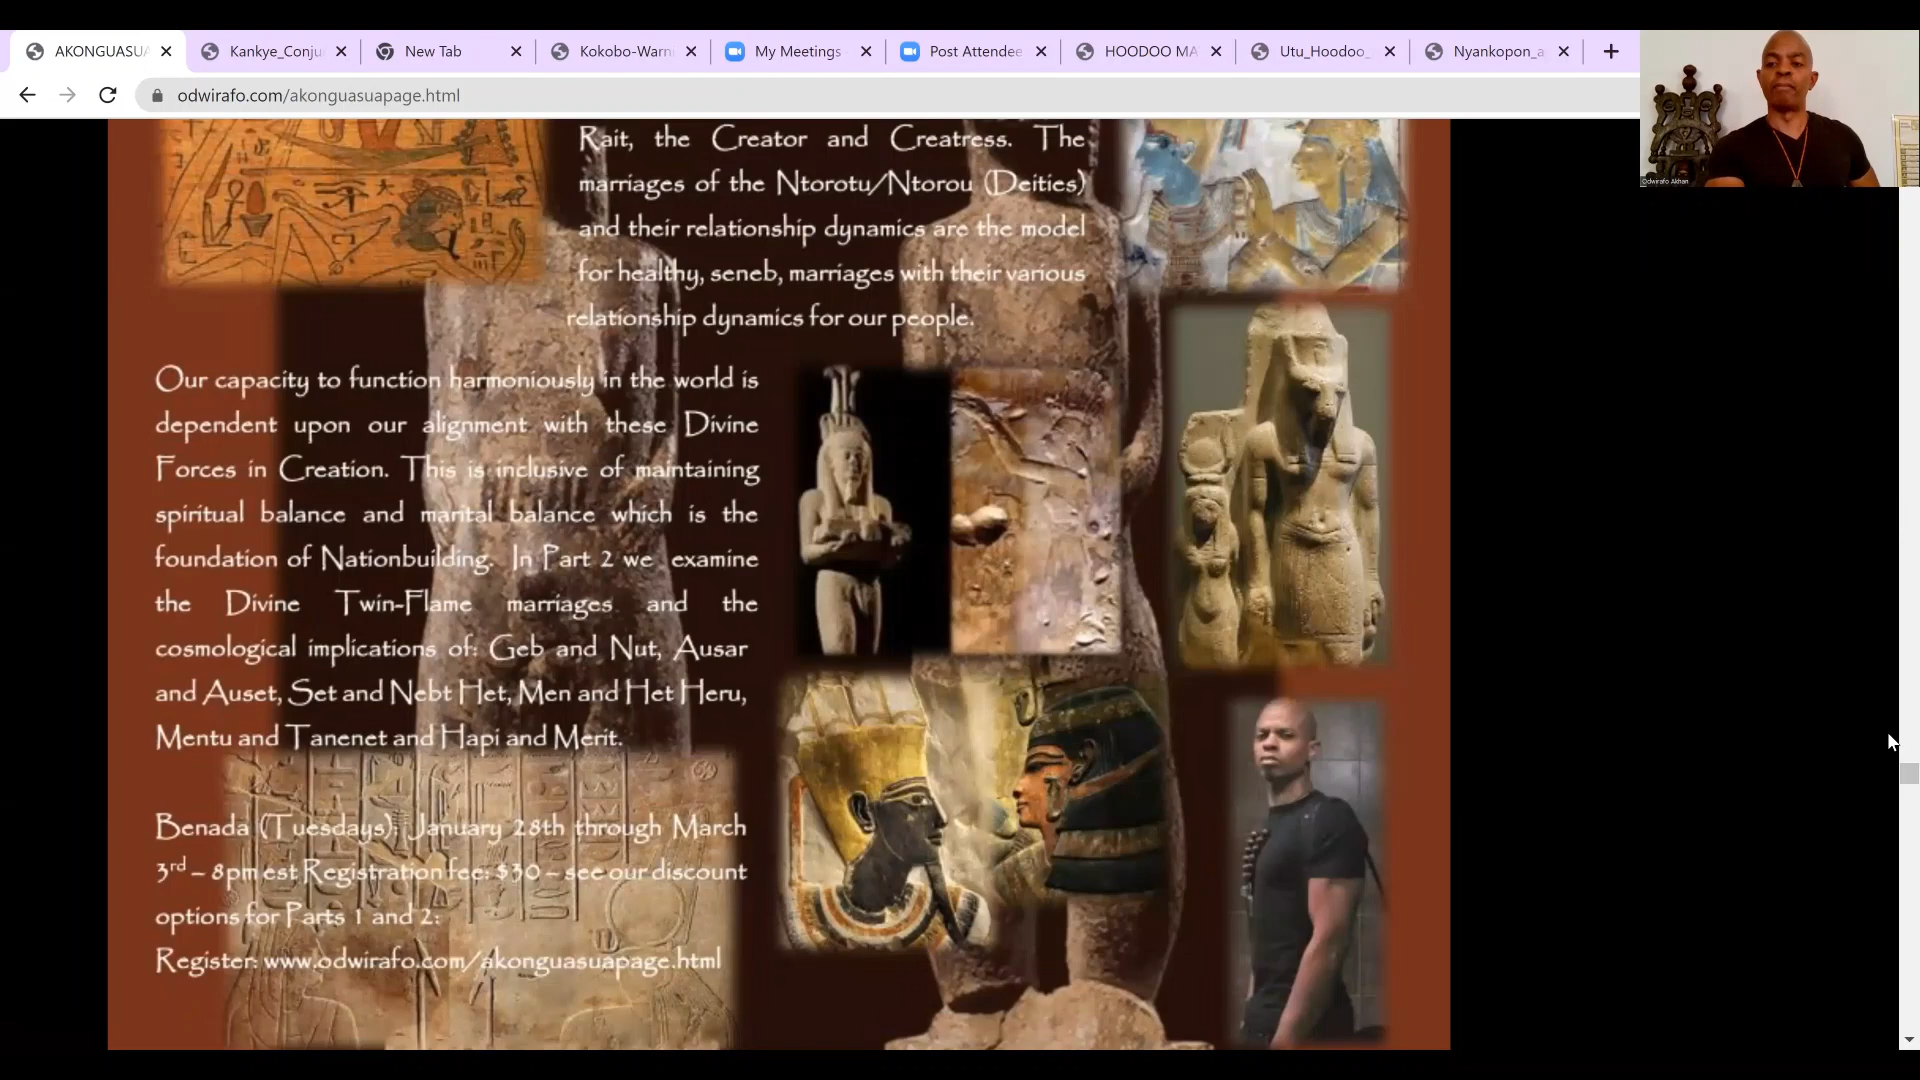 AKONGUASUA
Kankye_Conju
New Tab
Kokobo-Warn
My Meetings
Post Attendee
HOODOO MA
Utu_Hoodoo_
Nyankopon_a
odwirafo.com/akonguasuapage.html
Odwirafo Akhan
Rait, the Creator and Creatress. The
marriages of the Ntorotu/Ntorou (Deities)
and their relationship dynamics are the model
for healthy, seneb, marriages with their various
relationship dynamics for our people.
Our capacity to function harmoniously in the world is
dependent upon our alignment with these Divine
Forces in Creation. This is inclusive of maintaining
spiritual balance and marital balance which is the
foundation of Nationbuilding. In Part 2 we examine
the Divine Twin-Flame marriages and the
cosmological implications of: Geb and Nut, Ausar
and Auset, Set and Nebt Het, Men and Het Heru,
Mentu and Tanenet and Hapi and Merit.
Benada (Tuesdays), January 28th through March
3rd – 8pm est Registration fee: $30 – see our discount
options for Parts 1 and 2:
Register: www.odwirafo.com/akonguasuapage.html